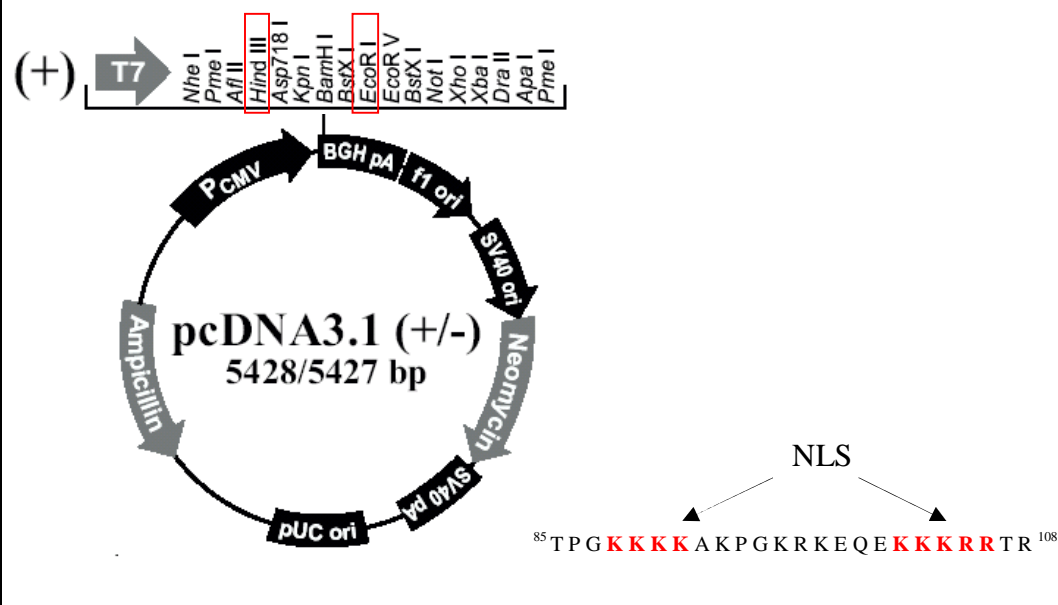 (+) T7 Nhe I Pme I Afl II Hind III Asp718 I Kpn I BamH I BstX I EcoR I EcoR V BstX I Not I Xho I Xba I Dra II Apa I Pme I
PCMV BGH pA f1 ori
SV40 ori
Ampicillin pcDNA3.1 (+/-) Neomycin
5428/5427 bp
SV40 pA
pUC ori
NLS
85 T P G K K K K A K P G K R K E Q E K K K R R T R 108